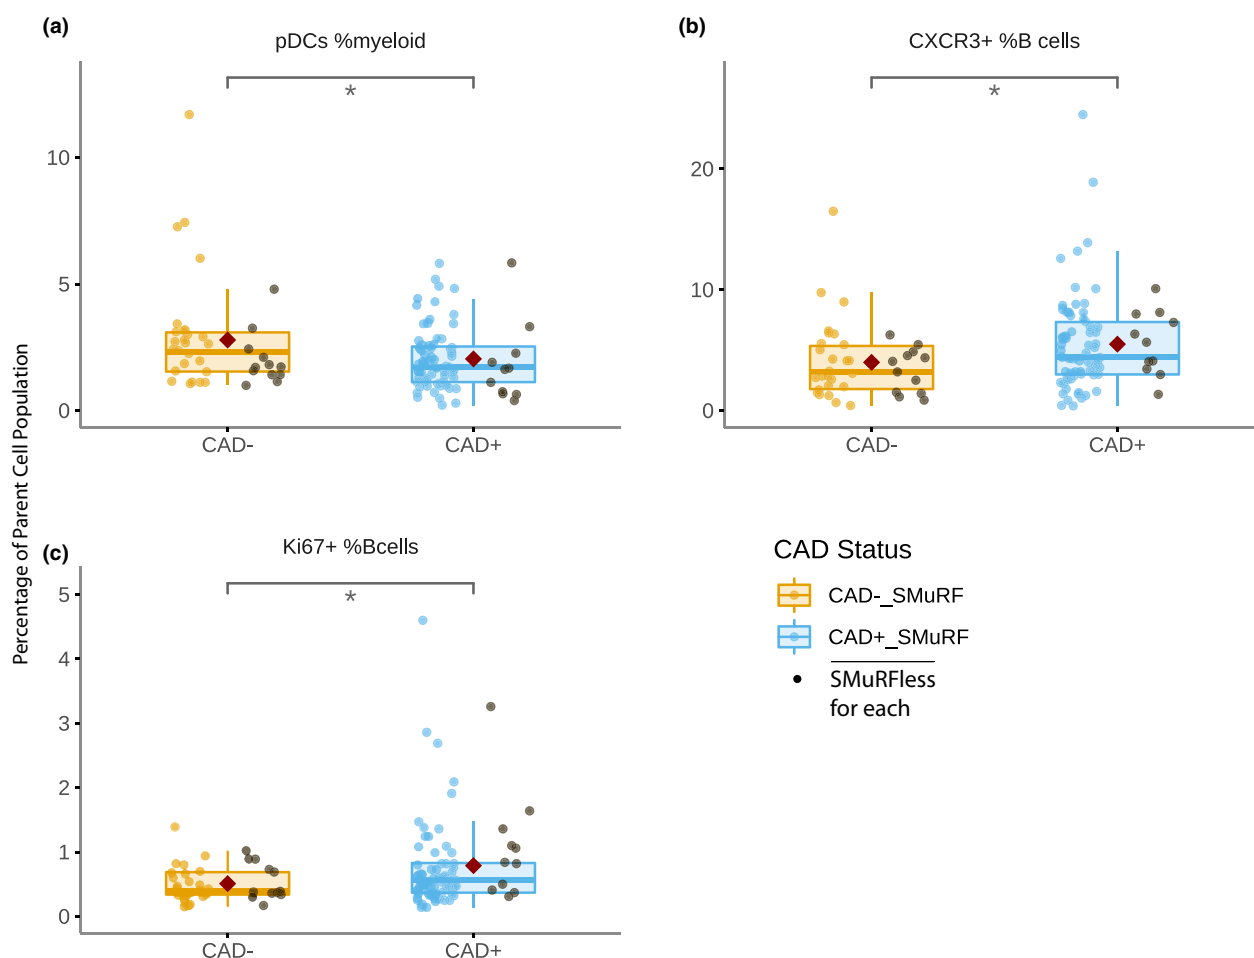 (a)
pDCs %myeloid
*
10
5
0
CAD-
CAD+
(b)
CXCR3+ %B cells
*
20
10
0
CAD-
CAD+
Percentage of Parent Cell Population
(c)
Ki67+ %Bcells
*
5
4
3
2
1
0
CAD-
CAD+
CAD Status
CAD-_SMuRF
CAD+_SMuRF
SMuRFless
for each